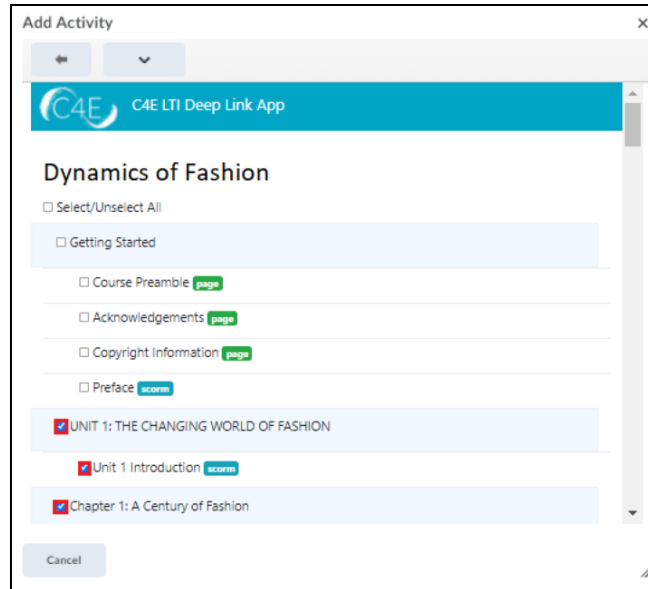 Add Activity
C4E C4E LTI Deep Link App
Dynamics of Fashion
Select/Unselect All
Getting Started
Course Preamble page
Acknowledgements page
Copyright Information page
Preface scorm
UNIT 1: THE CHANGING WORLD OF FASHION
Unit 1 Introduction scorm
Chapter 1: A Century of Fashion
Cancel